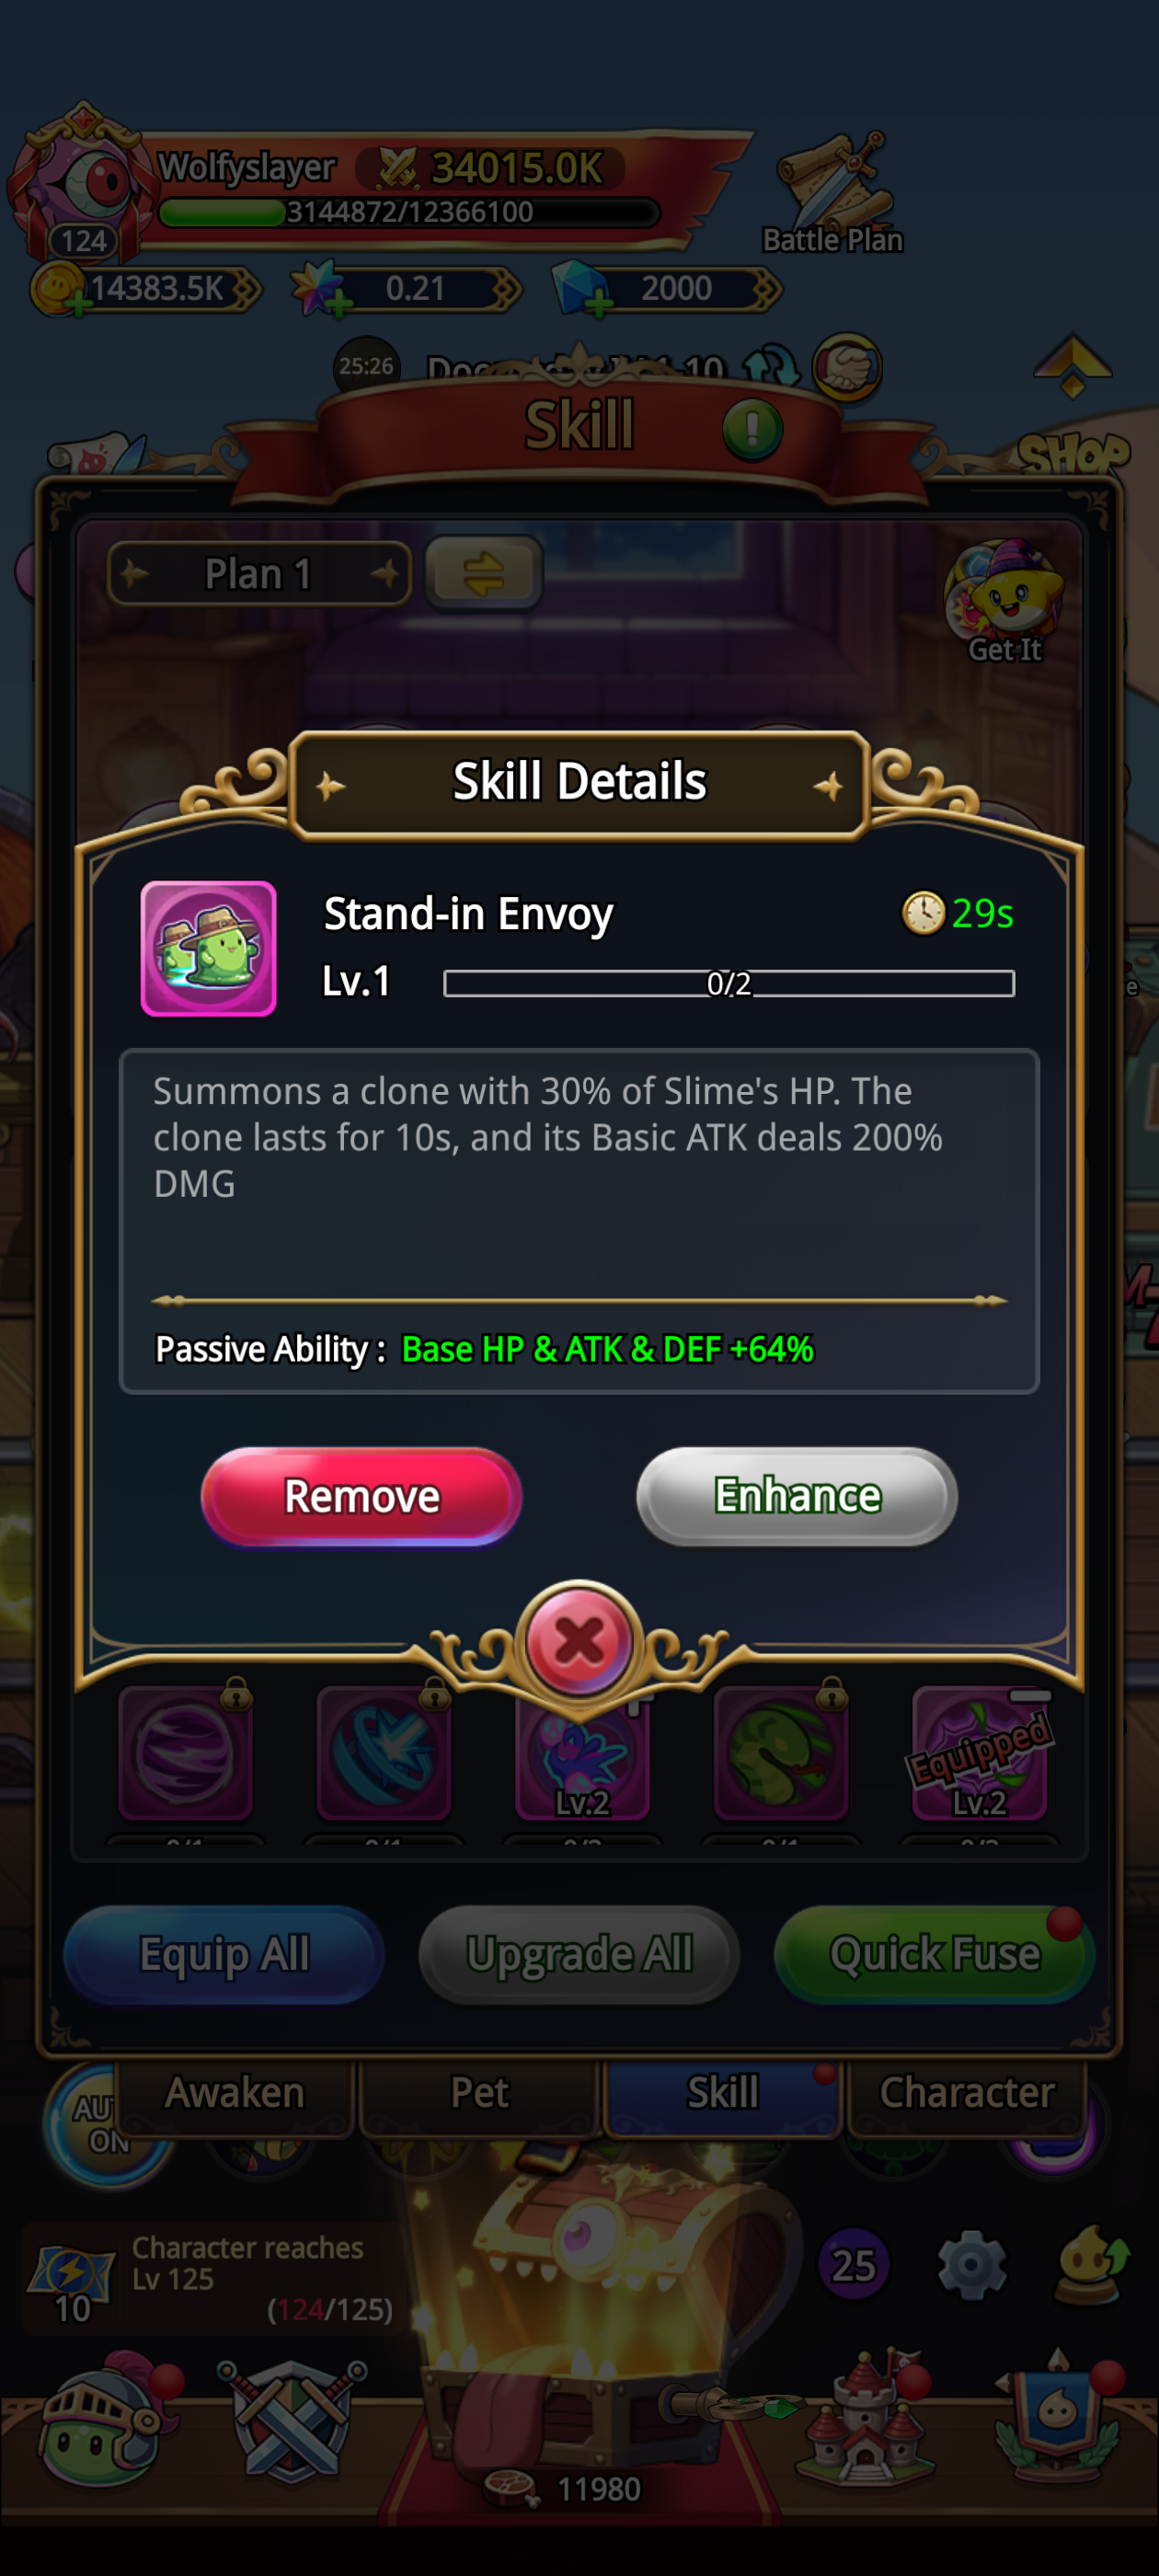 Wolfyslayer
34015.0K
3144872/12366100
124
Battle Plan
14383.5K
0.21
2000
25:26
-10
Skill
SHOP
Plan 1
Get It
Skill Details
Stand-in Envoy
29s
Lv.1
0/2
Summons a clone with 30% of Slime's HP. The
clone lasts for 10s, and its Basic ATK deals 200%
DMG
Passive Ability : Base HP & ATK & DEF +64%
Remove
Enhance
Equipped
Lv.2
Lv.2
Equip All
Upgrade All
Quick Fuse
Awaken
Pet
Skill
Character
ON
Character reaches
Lv 125
(124/125)
10
25
11980